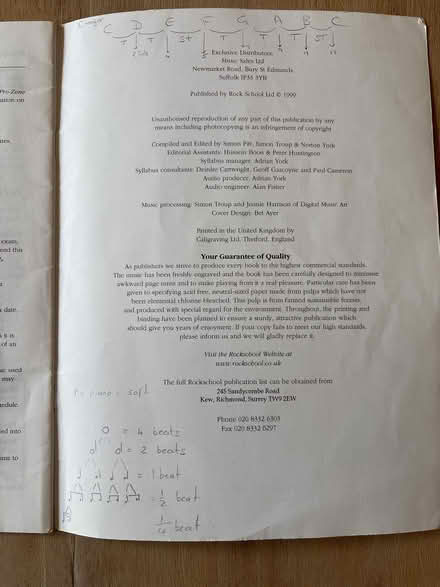 C major
C D E F G A B C
T T ST T T T ST
Exclusive Distributors
Music Sales Ltd
Newmarket Road, Bury St Edmunds
Suffolk IP33 3YB
Published by Rock School Ltd © 1999
Unauthorised reproduction of any part of this publication by any
means including photocopying is an infringement of copyright
Compiled and Edited by Simon Pitt, Simon Troup & Norton York
Editorial Assistants: Hussein Boon & Peter Huntington
Syllabus manager: Adrian York
Syllabus consultants: Deirdre Cartwright, Geoff Gascoyne and Paul Cameron
Audio producer: Adrian York
Audio engineer: Alan Fisher
Music processing: Simon Troup and Jennie Harrison of Digital Music Art
Cover Design: Bet Ayer
Printed in the United Kingdom by
Caligraving Ltd, Thetford, England
Your Guarantee of Quality
As publishers we strive to produce every book to the highest commercial standards.
The music has been freshly engraved and the book has been carefully designed to minimise
awkward page turns and to make playing from it a real pleasure. Particular care has been
given to specifying acid free, neutral-sized paper made from pulps which have not
been elemental chlorine bleached. This pulp is from farmed sustainable forests
and produced with special regard for the environment. Throughout, the printing and
binding have been planned to ensure a sturdy, attractive publication which
should give you years of enjoyment. If your copy fails to meet our high standards,
please inform us and we will gladly replace it.
Visit the Rockschool Website at
www.rockschool.co.uk
The full Rockschool publication list can be obtained from
245 Sandycombe Road
Kew, Richmond, Surrey TW9 2EW
Phone 020 8332 6303
Fax 020 8332 6297
P = piano = soft
= 4 beats
= 2 beats
= 1 beat
= 1/2 beat
1/4 beat